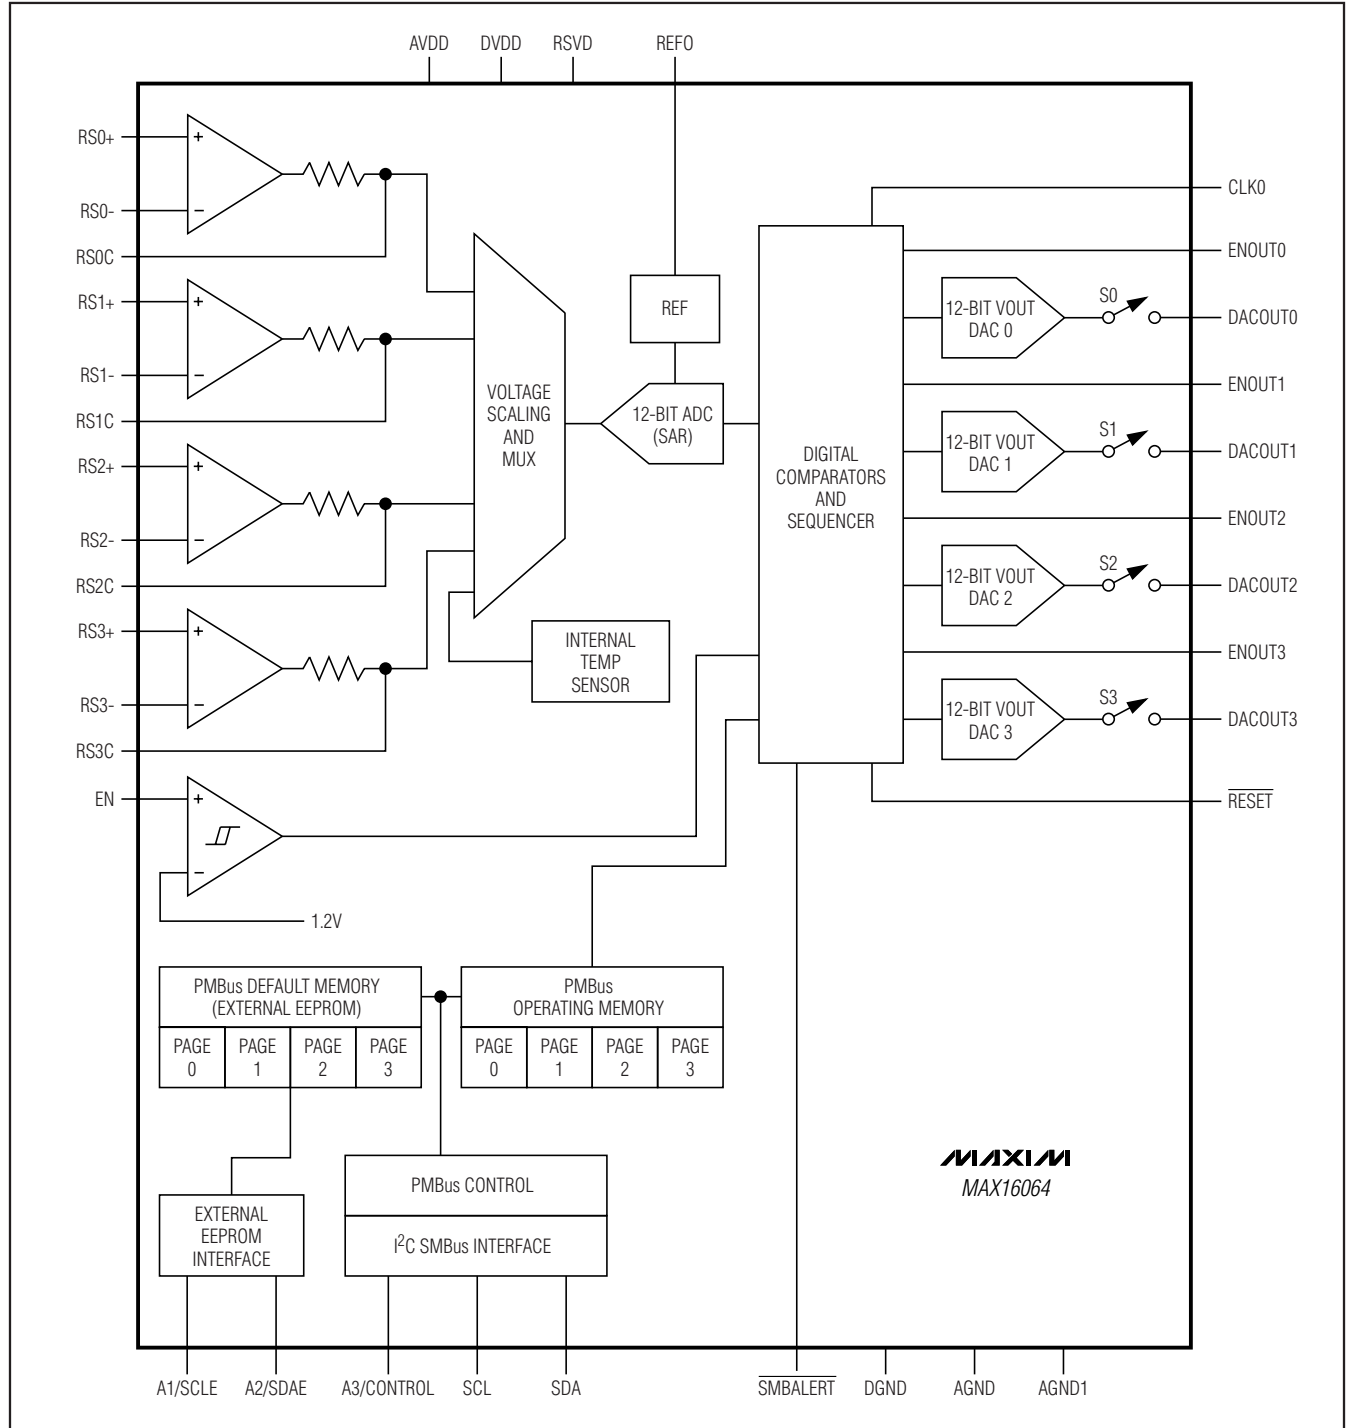 AVDD DVDD RSVD REFO
RS0+
+
RS0-
−
RS0C
RS1+
+
RS1-
−
RS1C
RS2+
+
RS2-
−
RS2C
RS3+
+
RS3-
−
RS3C
EN
+
−
1.2V
VOLTAGE
SCALING
AND
MUX
REF
12-BIT ADC
(SAR)
INTERNAL
TEMP
SENSOR
DIGITAL
COMPARATORS
AND
SEQUENCER
CLK0
ENOUT0
12-BIT VOUT
DAC 0
S0
DACOUT0
ENOUT1
12-BIT VOUT
DAC 1
S1
DACOUT1
ENOUT2
12-BIT VOUT
DAC 2
S2
DACOUT2
ENOUT3
12-BIT VOUT
DAC 3
S3
DACOUT3
RESET
PMBus DEFAULT MEMORY
(EXTERNAL EEPROM)
PAGE
0
PAGE
1
PAGE
2
PAGE
3
PMBus
OPERATING MEMORY
PAGE
0
PAGE
1
PAGE
2
PAGE
3
EXTERNAL
EEPROM
INTERFACE
PMBus CONTROL
I²C SMBus INTERFACE
MAXIM
MAX16064
A1/SCLE A2/SDAE A3/CONTROL SCL SDA SMBALERT DGND AGND AGND1